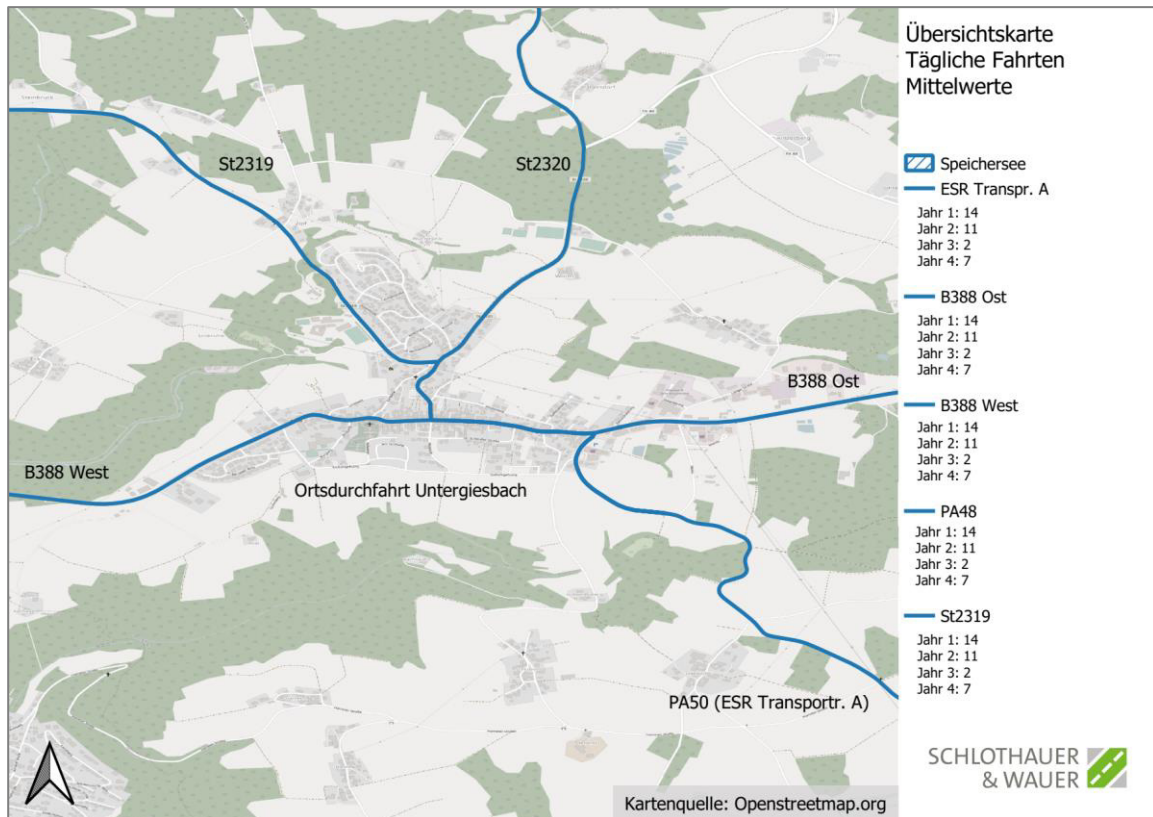 Übersichtskarte
Tägliche Fahrten
Mittelwerte
Speichersee
ESR Transpr. A
Jahr 1: 14
Jahr 2: 11
Jahr 3: 2
Jahr 4: 7
B388 Ost
Jahr 1: 14
Jahr 2: 11
Jahr 3: 2
Jahr 4: 7
B388 West
Jahr 1: 14
Jahr 2: 11
Jahr 3: 2
Jahr 4: 7
PA48
Jahr 1: 14
Jahr 2: 11
Jahr 3: 2
Jahr 4: 7
St2319
Jahr 1: 14
Jahr 2: 11
Jahr 3: 2
Jahr 4: 7
St2319
St2320
B388 Ost
B388 West
Ortsdurchfahrt Untergiesbach
PA50 (ESR Transportr. A)
Kartenquelle: Openstreetmap.org
SCHLOTHAUER
& WAUER